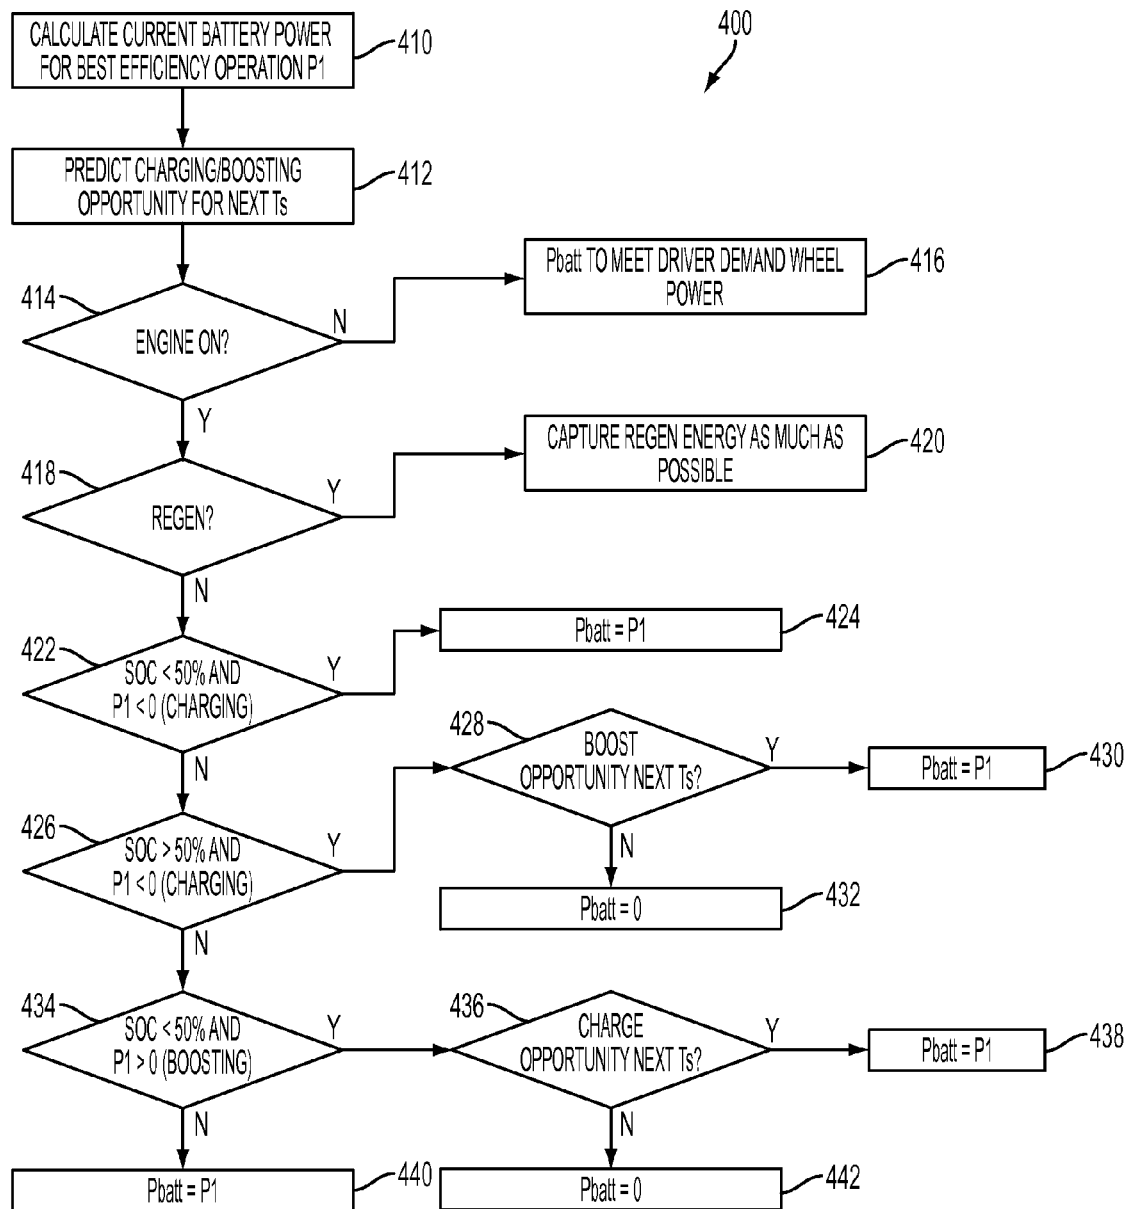 400
CALCULATE CURRENT BATTERY POWER
FOR BEST EFFICIENCY OPERATION P1
410
PREDICT CHARGING/BOOSTING
OPPORTUNITY FOR NEXT Ts
412
414
ENGINE ON?
N
Y
Pbatt TO MEET DRIVER DEMAND WHEEL
POWER
416
418
REGEN?
Y
N
CAPTURE REGEN ENERGY AS MUCH AS
POSSIBLE
420
422
SOC < 50% AND
P1 < 0 (CHARGING)
Y
N
Pbatt = P1
424
426
SOC > 50% AND
P1 < 0 (CHARGING)
Y
N
428
BOOST
OPPORTUNITY NEXT Ts?
Y
N
Pbatt = P1
430
Pbatt = 0
432
434
SOC < 50% AND
P1 > 0 (BOOSTING)
Y
N
436
CHARGE
OPPORTUNITY NEXT Ts?
Y
N
Pbatt = P1
438
Pbatt = P1
440
Pbatt = 0
442